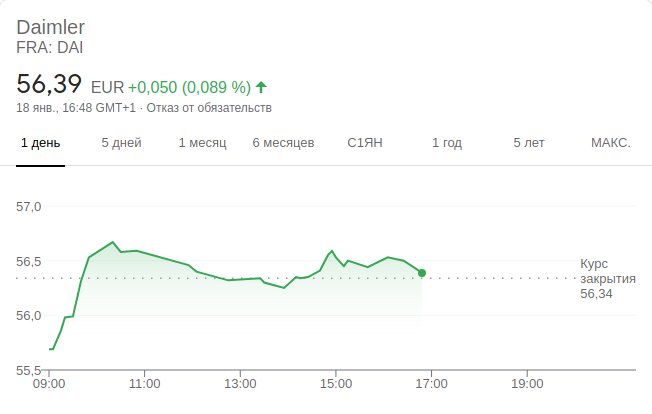 Daimler
FRA: DAI
56,39 EUR +0,050 (0,089 %)
18 янв., 16:48 GMT+1 · Отказ от обязательств
1 день 5 дней 1 месяц 6 месяцев С1ЯН 1 год 5 лет МАКС.
57,0
56,5
56,0
55,5
Курс
закрытия
56,34
09:00 11:00 13:00 15:00 17:00 19:00